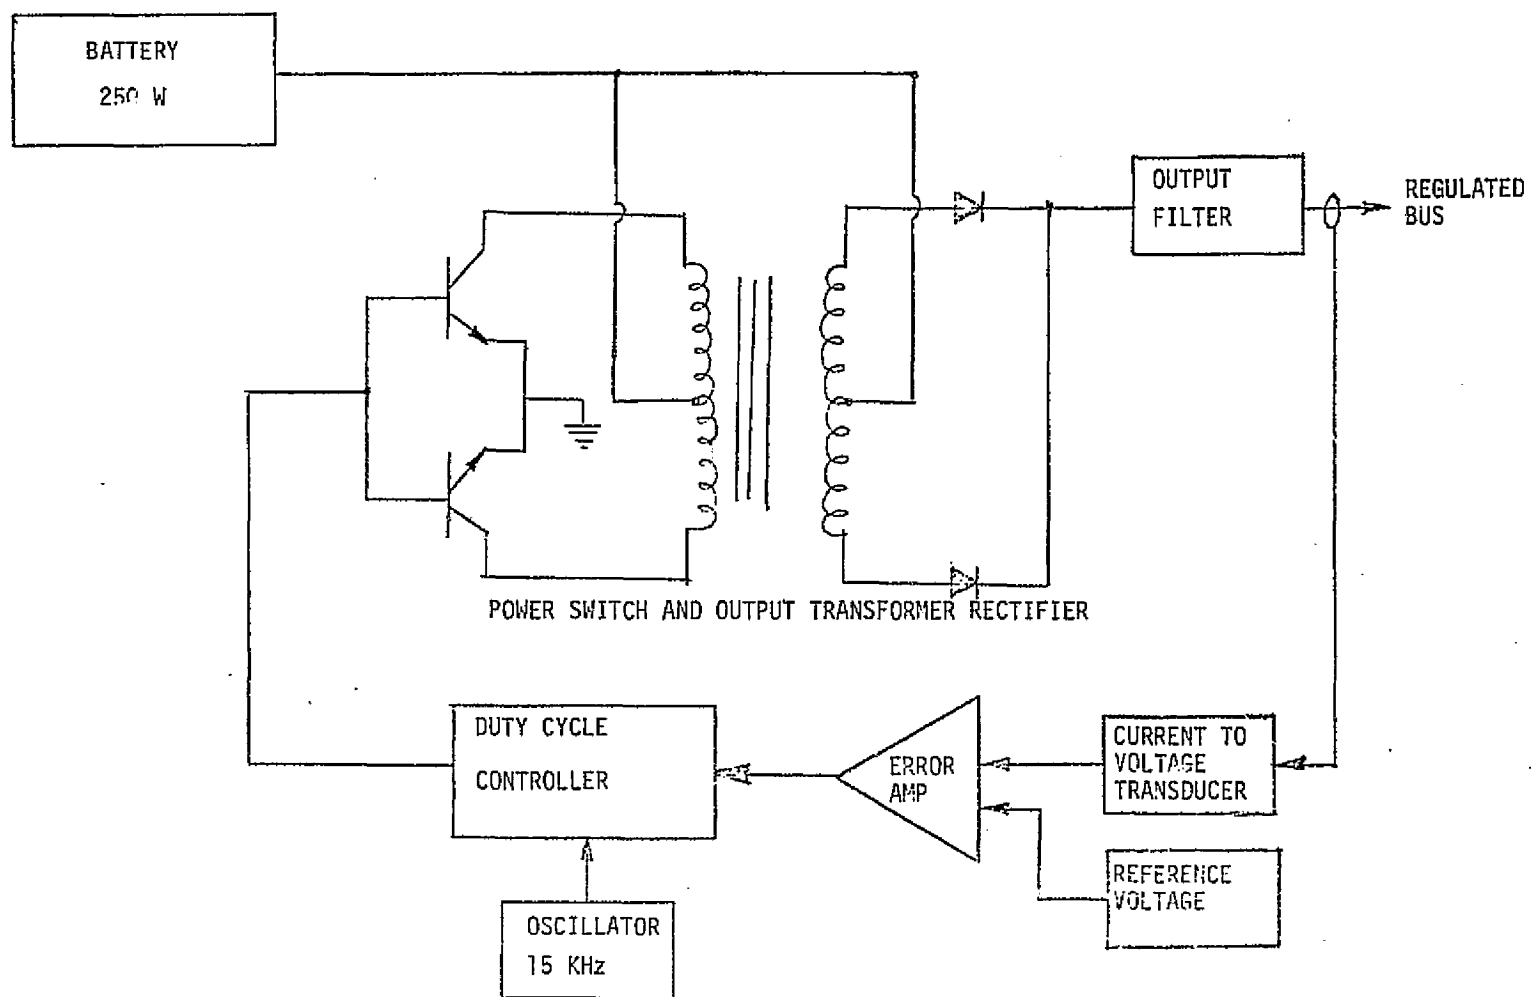 BATTERY
250 W
OUTPUT
FILTER
REGULATED
BUS
POWER SWITCH AND OUTPUT TRANSFORMER RECTIFIER
DUTY CYCLE
CONTROLLER
ERROR
AMP
CURRENT TO
VOLTAGE
TRANSDUCER
REFERENCE
VOLTAGE
OSCILLATOR
15 KHz